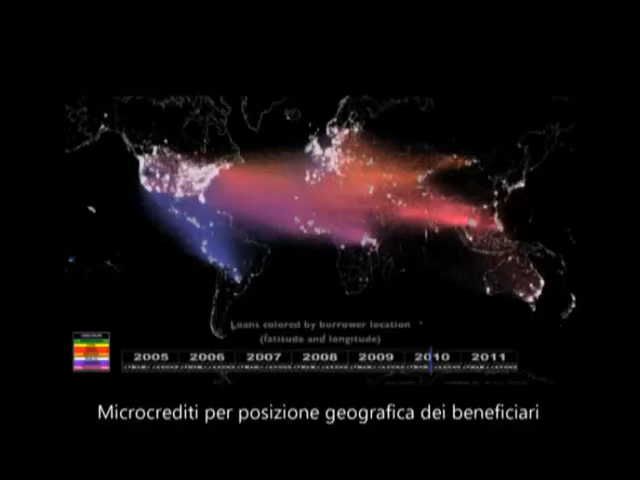 Loans colored by borrower location
(latitude and longitude)
2005 2006 2007 2008 2009 2010 2011
Microcrediti per posizione geografica dei beneficiari